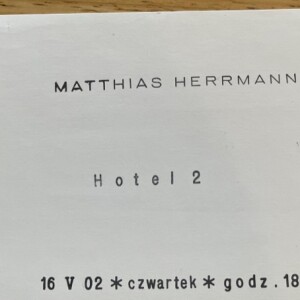 MATTHIAS HERRMANN
Hotel 2
16 V 02 * czwartek * godz. 18